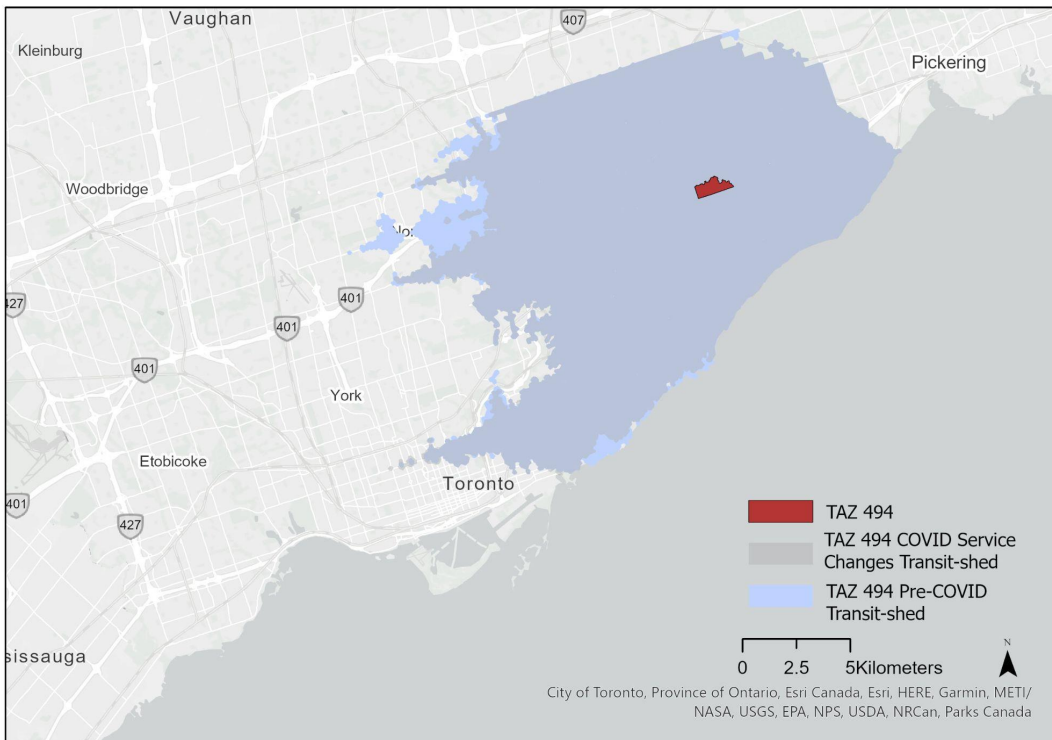 Vaughan
407
Kleinburg
Pickering
Woodbridge
427
401
401
401
York
Etobicoke
Toronto
401
427
TAZ 494
TAZ 494 COVID Service
Changes Transit-shed
TAZ 494 Pre-COVID
Transit-shed
N
0 2.5 5Kilometers
sissauga
City of Toronto, Province of Ontario, Esri Canada, Esri, HERE, Garmin, METI/
NASA, USGS, EPA, NPS, USDA, NRCan, Parks Canada